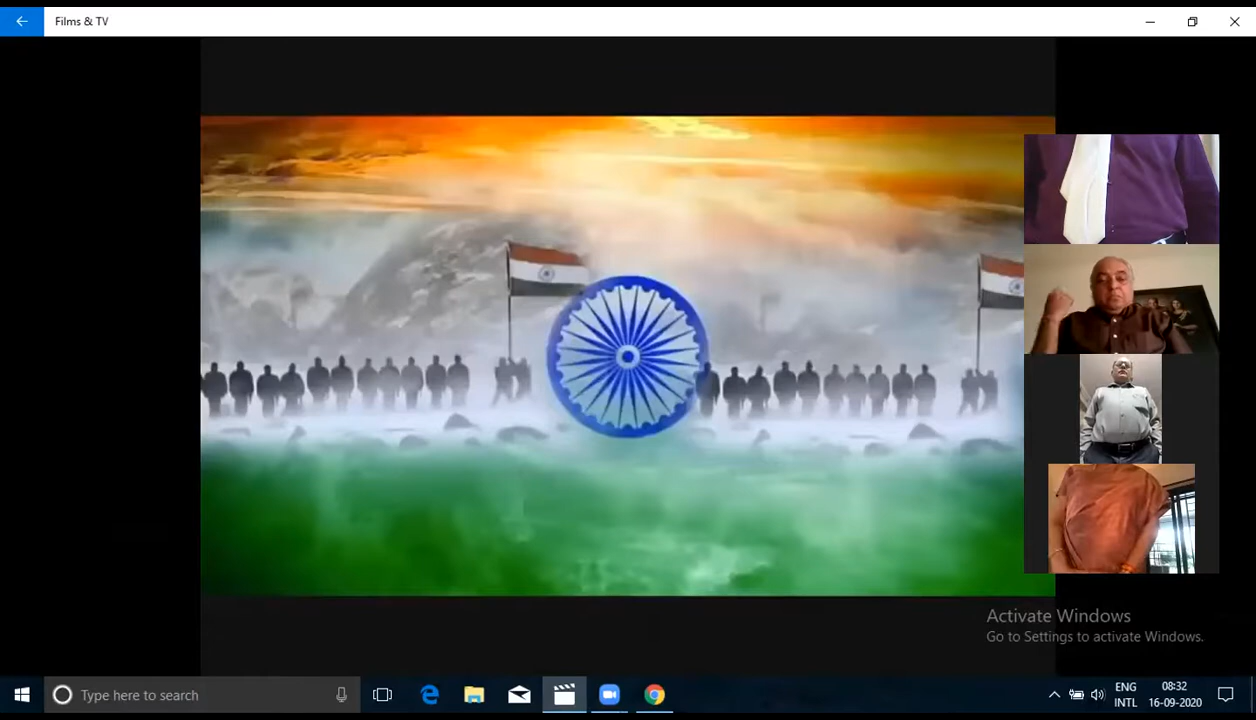 Films & TV
Activate Windows
Go to Settings to activate Windows.
Type here to search
ENG
INTL
08:32
16-09-2020